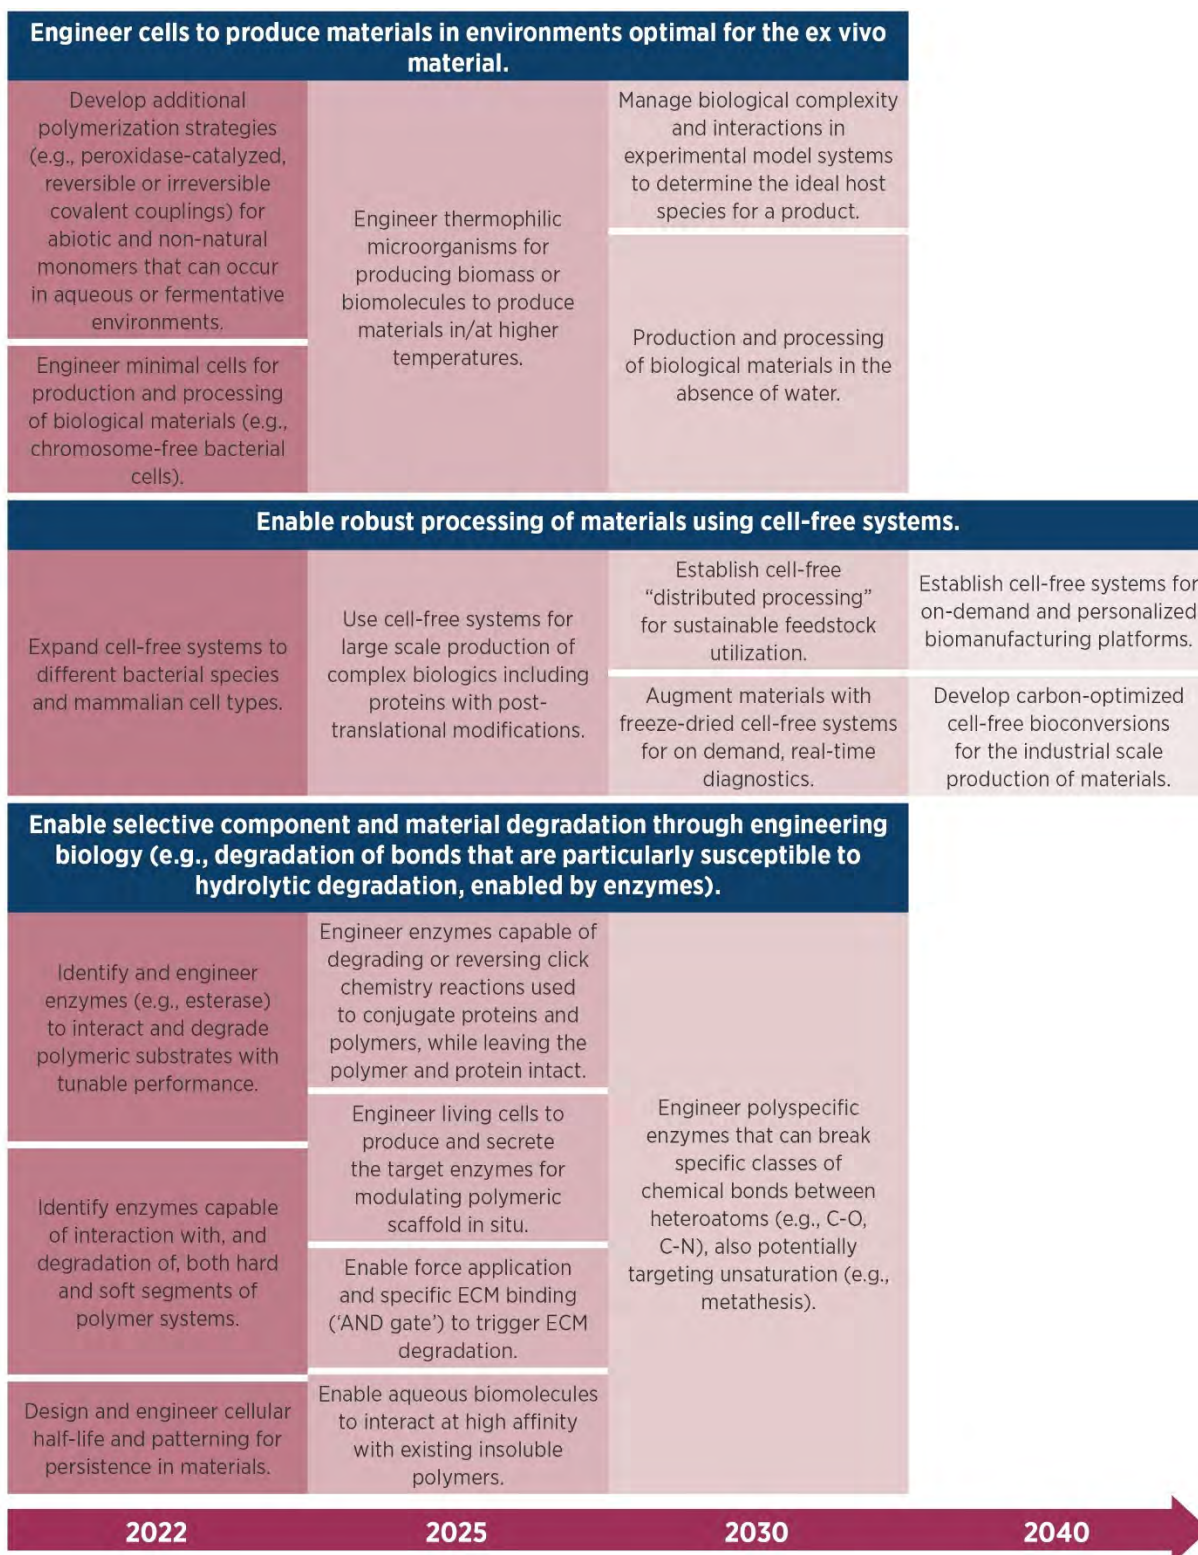 Engineer cells to produce materials in environments optimal for the ex vivo
material.
Develop additional
polymerization strategies
(e.g., peroxidase-catalyzed,
reversible or irreversible
covalent couplings) for
abiotic and non-natural
monomers that can occur
in aqueous or fermentative
environments.
Engineer minimal cells for
production and processing
of biological materials (e.g.,
chromosome-free bacterial
cells).
Engineer thermophilic
microorganisms for
producing biomass or
biomolecules to produce
materials in/at higher
temperatures.
Manage biological complexity
and interactions in
experimental model systems
to determine the ideal host
species for a product.
Production and processing
of biological materials in the
absence of water.
Enable robust processing of materials using cell-free systems.
Expand cell-free systems to
different bacterial species
and mammalian cell types.
Use cell-free systems for
large scale production of
complex biologics including
proteins with post-
translational modifications.
Establish cell-free
“distributed processing”
for sustainable feedstock
utilization.
Augment materials with
freeze-dried cell-free systems
for on demand, real-time
diagnostics.
Establish cell-free systems for
on-demand and personalized
biomanufacturing platforms.
Develop carbon-optimized
cell-free bioconversions
for the industrial scale
production of materials.
Enable selective component and material degradation through engineering
biology (e.g., degradation of bonds that are particularly susceptible to
hydrolytic degradation, enabled by enzymes).
Identify and engineer
enzymes (e.g., esterase)
to interact and degrade
polymeric substrates with
tunable performance.
Identify enzymes capable
of interaction with, and
degradation of, both hard
and soft segments of
polymer systems.
Design and engineer cellular
half-life and patterning for
persistence in materials.
Engineer enzymes capable of
degrading or reversing click
chemistry reactions used
to conjugate proteins and
polymers, while leaving the
polymer and protein intact.
Engineer living cells to
produce and secrete
the target enzymes for
modulating polymeric
scaffold in situ.
Enable force application
and specific ECM binding
(‘AND gate’) to trigger ECM
degradation.
Enable aqueous biomolecules
to interact at high affinity
with existing insoluble
polymers.
Engineer polyspecific
enzymes that can break
specific classes of
chemical bonds between
heteroatoms (e.g., C-O,
C-N), also potentially
targeting unsaturation (e.g.,
metathesis).
2022
2025
2030
2040